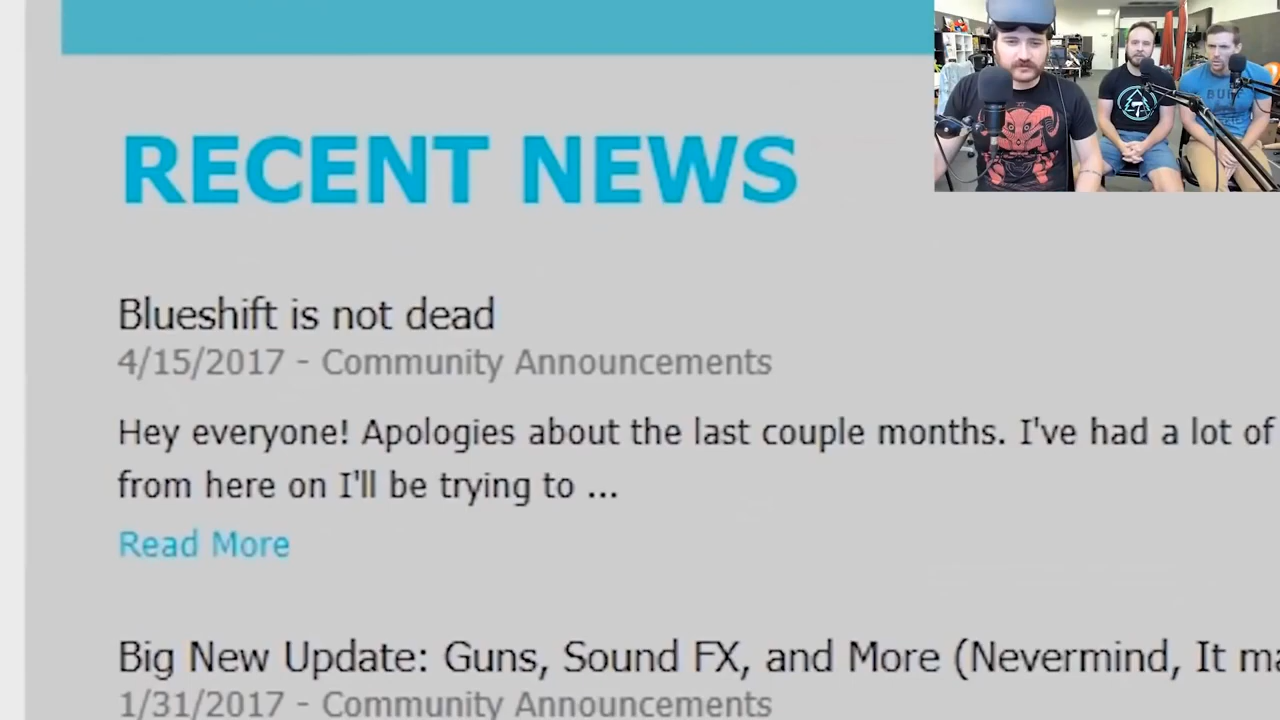 RECENT NEWS
Blueshift is not dead
4/15/2017 - Community Announcements
Hey everyone! Apologies about the last couple months. I've had a lot of
from here on I'll be trying to ...
Read More
Big New Update: Guns, Sound FX, and More (Nevermind, It
1/31/2017 - Community Announcements